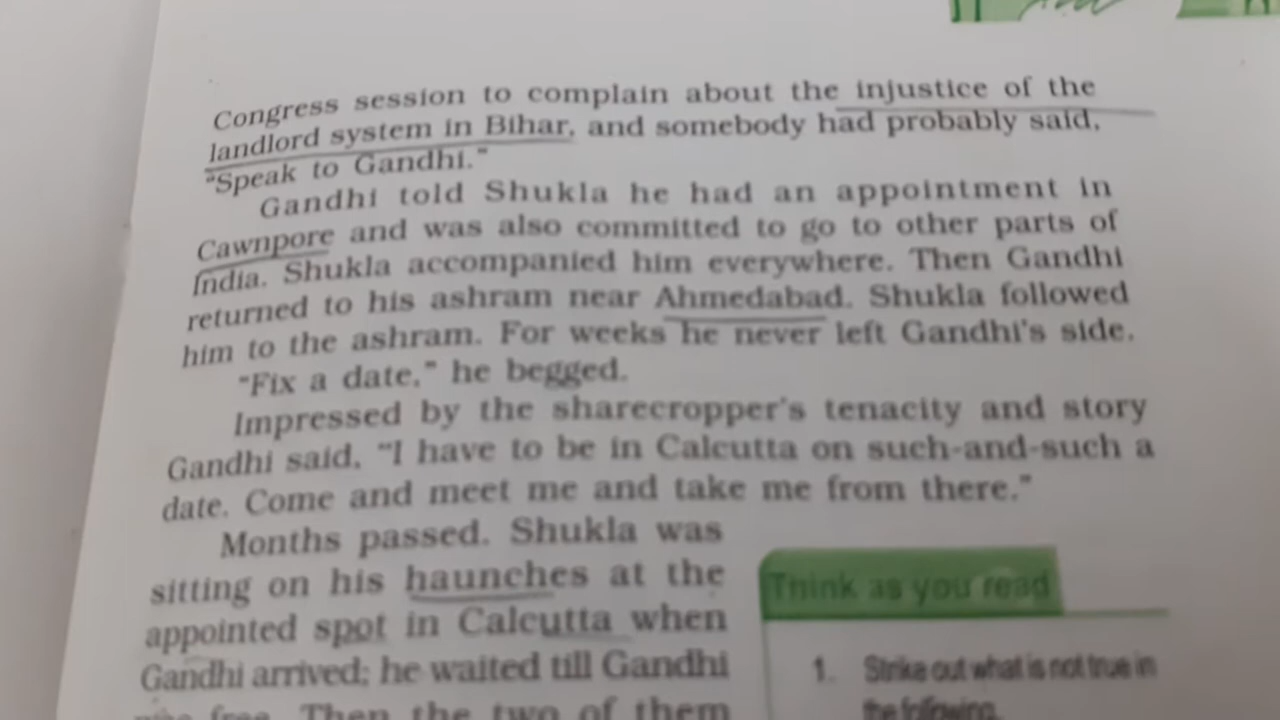 Congress session to complain about the injustice of the
landlord system in Bihar, and somebody had probably said,
“Speak to Gandhi.”
Gandhi told Shukla he had an appointment in
Cawnpore and was also committed to go to other parts of
India. Shukla accompanied him everywhere. Then Gandhi
returned to his ashram near Ahmedabad. Shukla followed
him to the ashram. For weeks he never left Gandhi's side.
“Fix a date,” he begged.
Impressed by the sharecropper's tenacity and story
Gandhi said, “I have to be in Calcutta on such-and-such a
date. Come and meet me and take me from there.”
Months passed. Shukla was
sitting on his haunches at the
appointed spot in Calcutta when
Gandhi arrived; he waited till Gandhi
free. Then the two of them
Think as you read
1. Strike out what is not true in
the following.